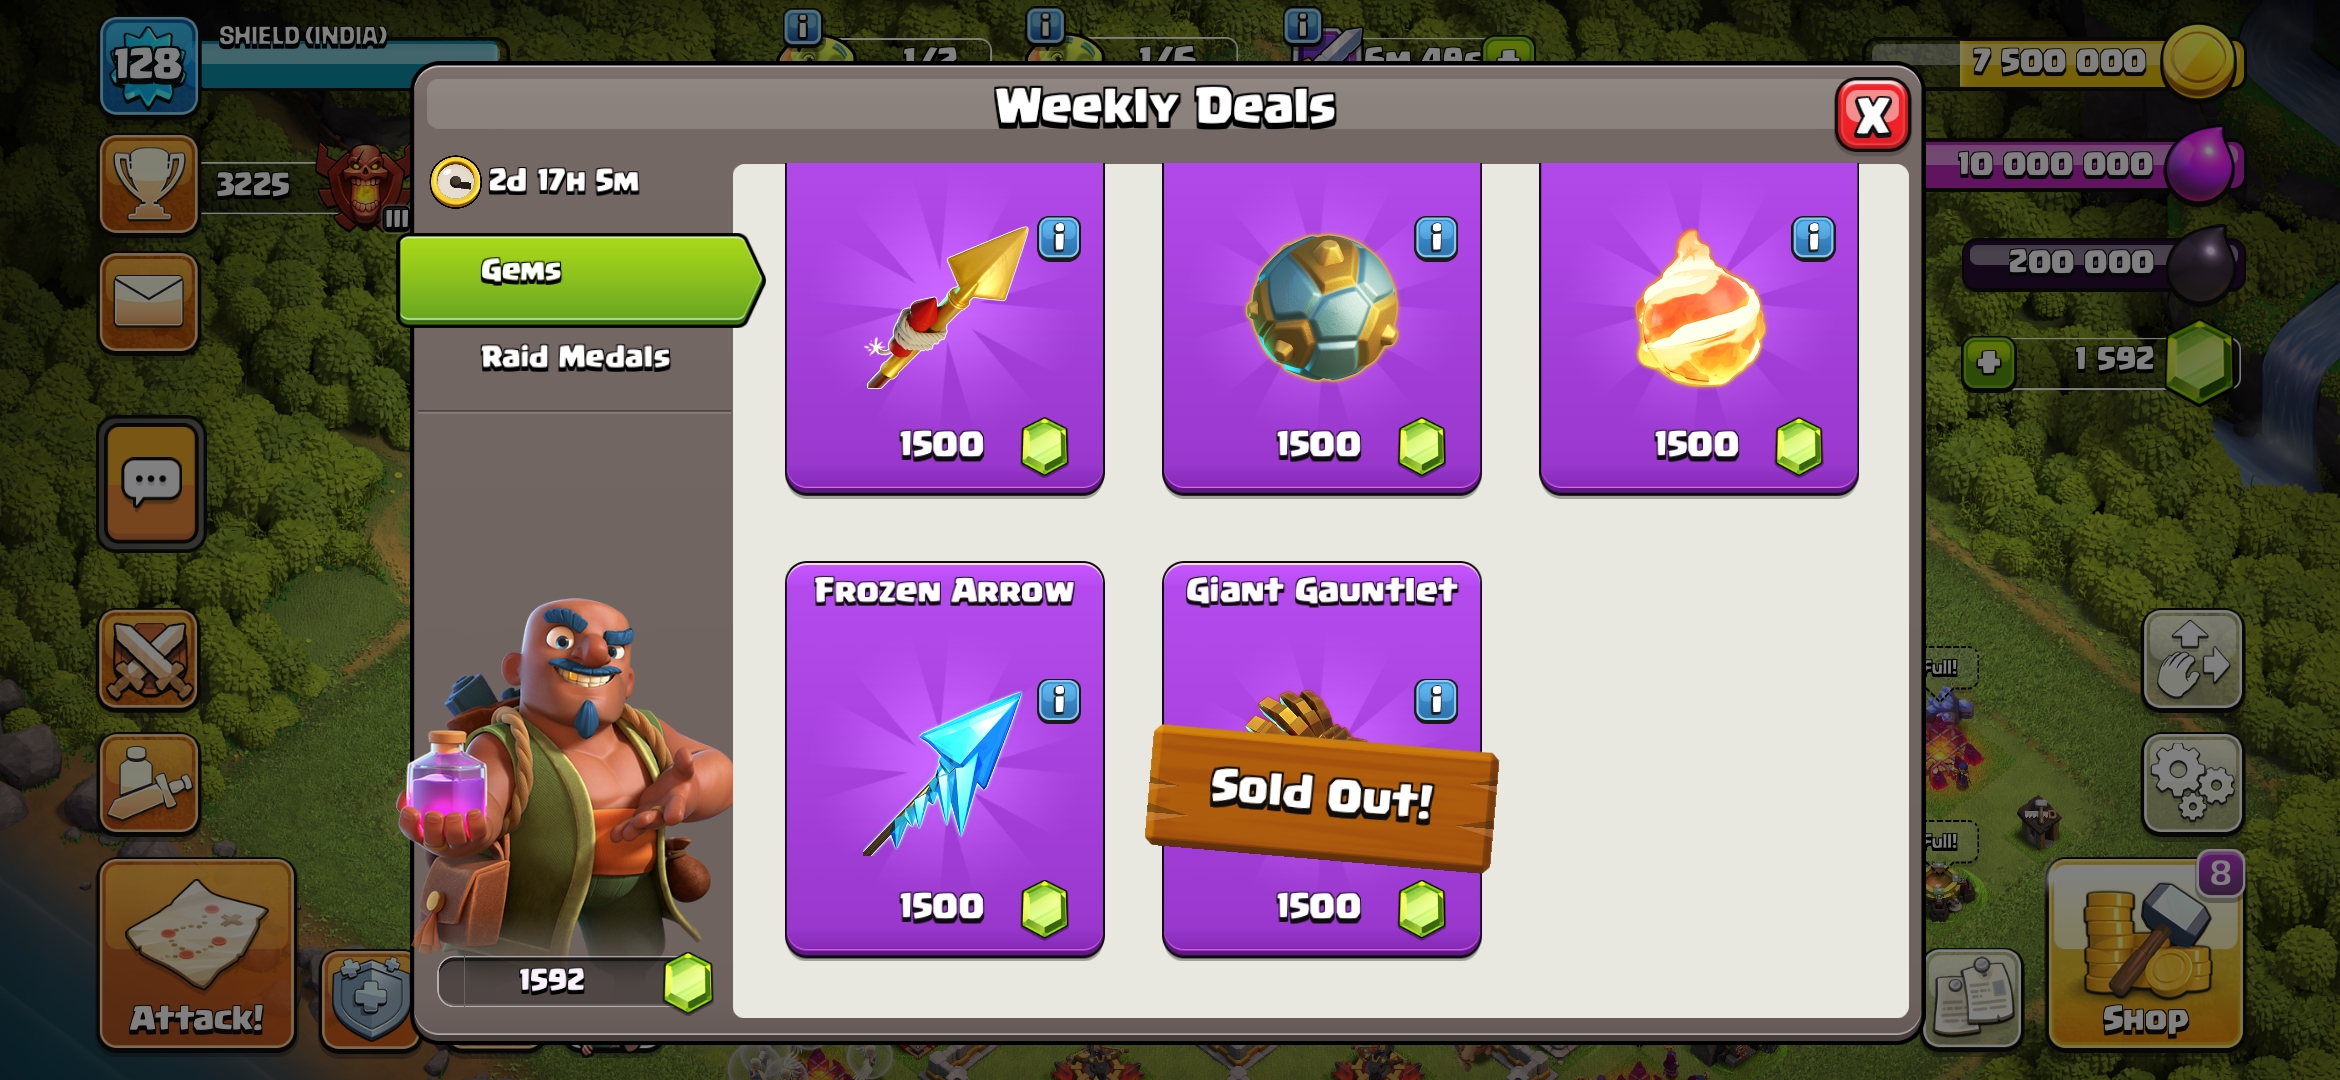 128
SHIELD (INDIA)
7 500 000
Weekly Deals
X
3225
III
2d 17h 5m
10 000 000
Gems
200 000
Raid Medals
1 592
1500
1500
1500
Frozen Arrow
Giant Gauntlet
Full!
Sold Out!
Full!
8
1500
1500
1592
Attack!
Shop